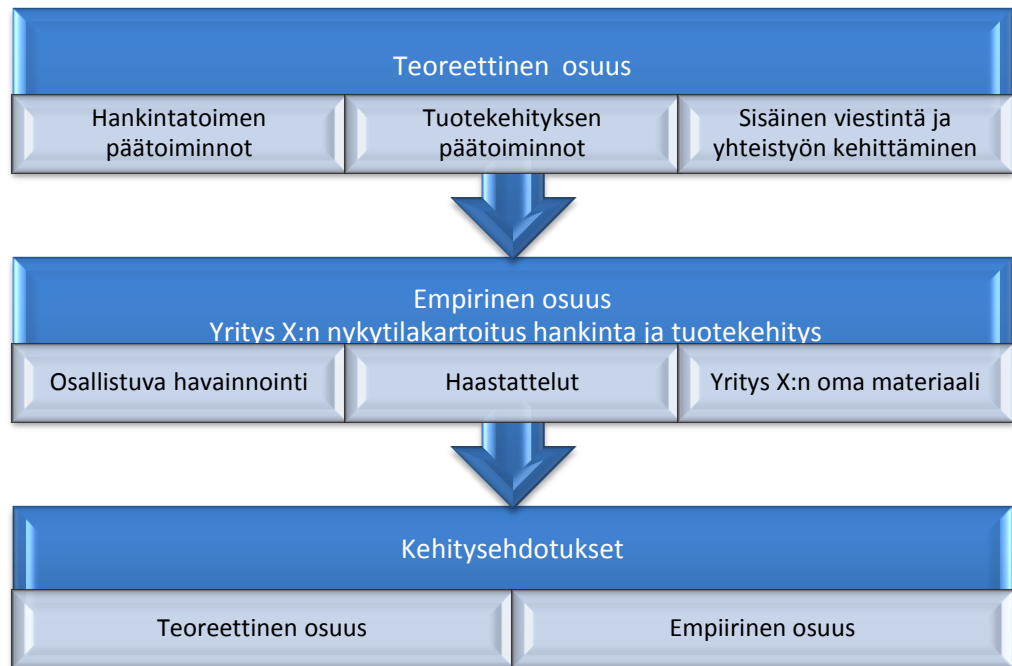 Teoreettinen osuus
Hankintatoimen
päätoiminnot
Tuotekehityksen
päätoiminnot
Sisäinen viestintä ja
yhteistyön kehittäminen
Empirinen osuus
Yritys X:n nykytilakartoitus hankinta ja tuotekehitys
Osallistuva havainnointi
Haastattelut
Yritys X:n oma materiaali
Kehitysehdotukset
Teoreettinen osuus
Empiirinen osuus